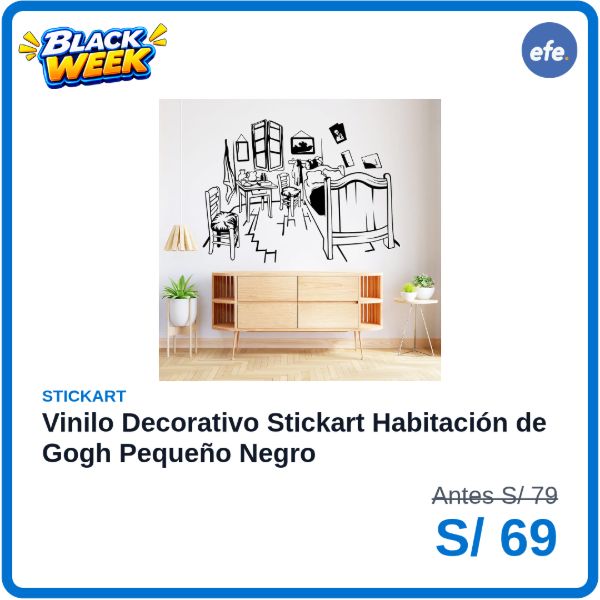 BLACK
WEEK
efe.
STICKART
Vinilo Decorativo Stickart Habitación de
Gogh Pequeño Negro
Antes S/ 79
S/ 69